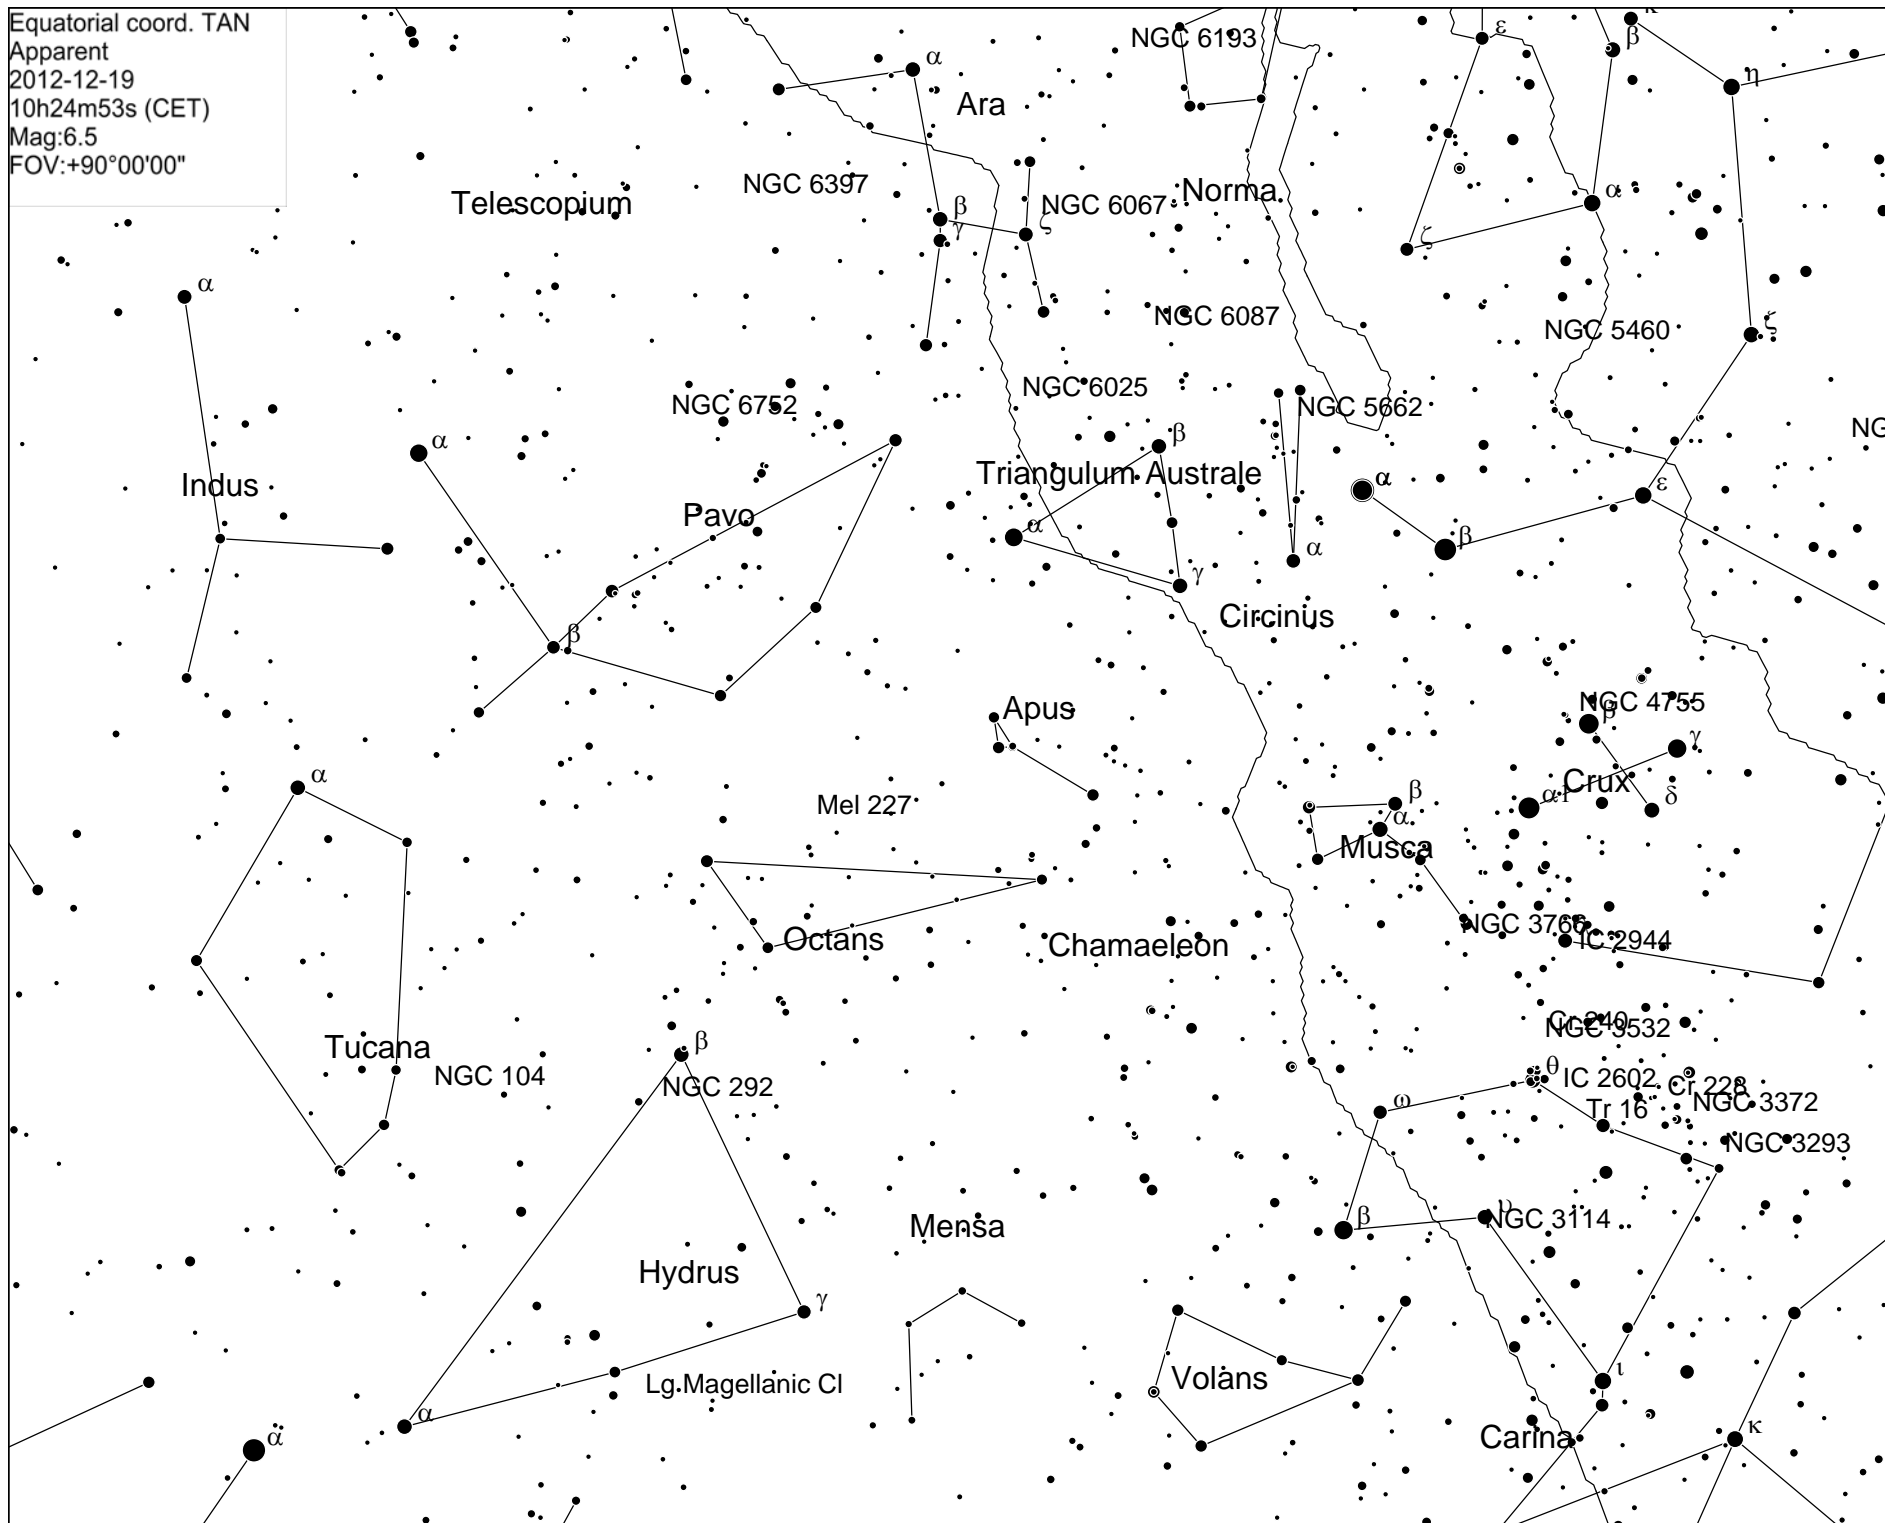 Equatorial coord. TAN
Apparent
2012-12-19
10h24m53s (CET)
Mag:6.5
FOV:+90°00'00"
κ
ε
β
NGC 6193
α
η
Ara
NGC 6397
Telescopium
Norma
α
β
NGC 6067
γ
ζ
ζ
α
NGC 6087
ζ
NGC 5460
NGC 6025
NGC 6752
NGC 5662
NG
α
β
Triangulum Australe
Indus
α
ε
Pavo
α
β
α
γ
Circinus
β
Apus
NGC 4755
β
γ
α
Crux
Mel 227
α1
δ
β
α
Musca
NGC 3766
Octans
Chamaeleon
IC 2944
Cr 240
NGC 3532
Tucana
β
NGC 104
NGC 292
θ
IC 2602
Cr 228
NGC 3372
ω
Tr 16
NGC 3293
β
υ
NGC 3114
Mensa
Hydrus
γ
ι
Volans
Lg.Magellanic Cl
α
α
Carina
κ